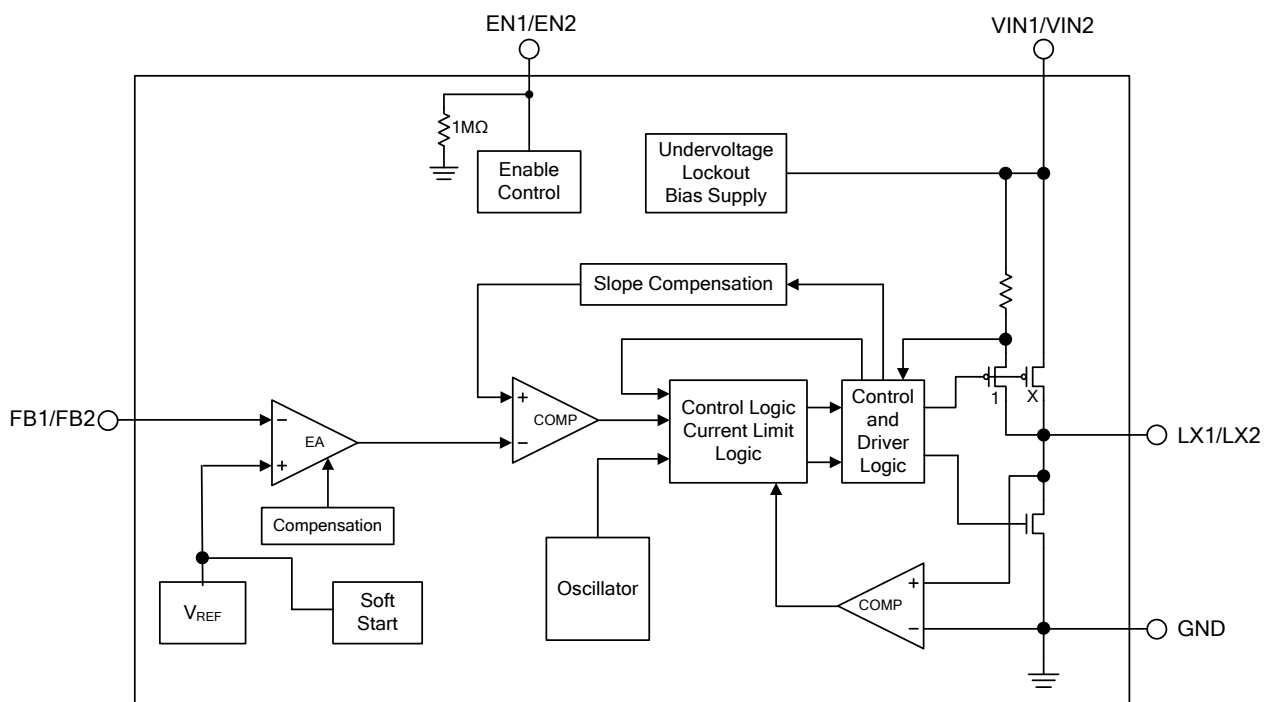 EN1/EN2
VIN1/VIN2
1MΩ
Enable
Control
Undervoltage
Lockout
Bias Supply
Slope Compensation
FB1/FB2
−
EA
+
Compensation
VREF
Soft
Start
+
COMP
−
Control Logic
Current Limit
Logic
Control
and
Driver
Logic
1
X
LX1/LX2
Oscillator
COMP
+
−
GND